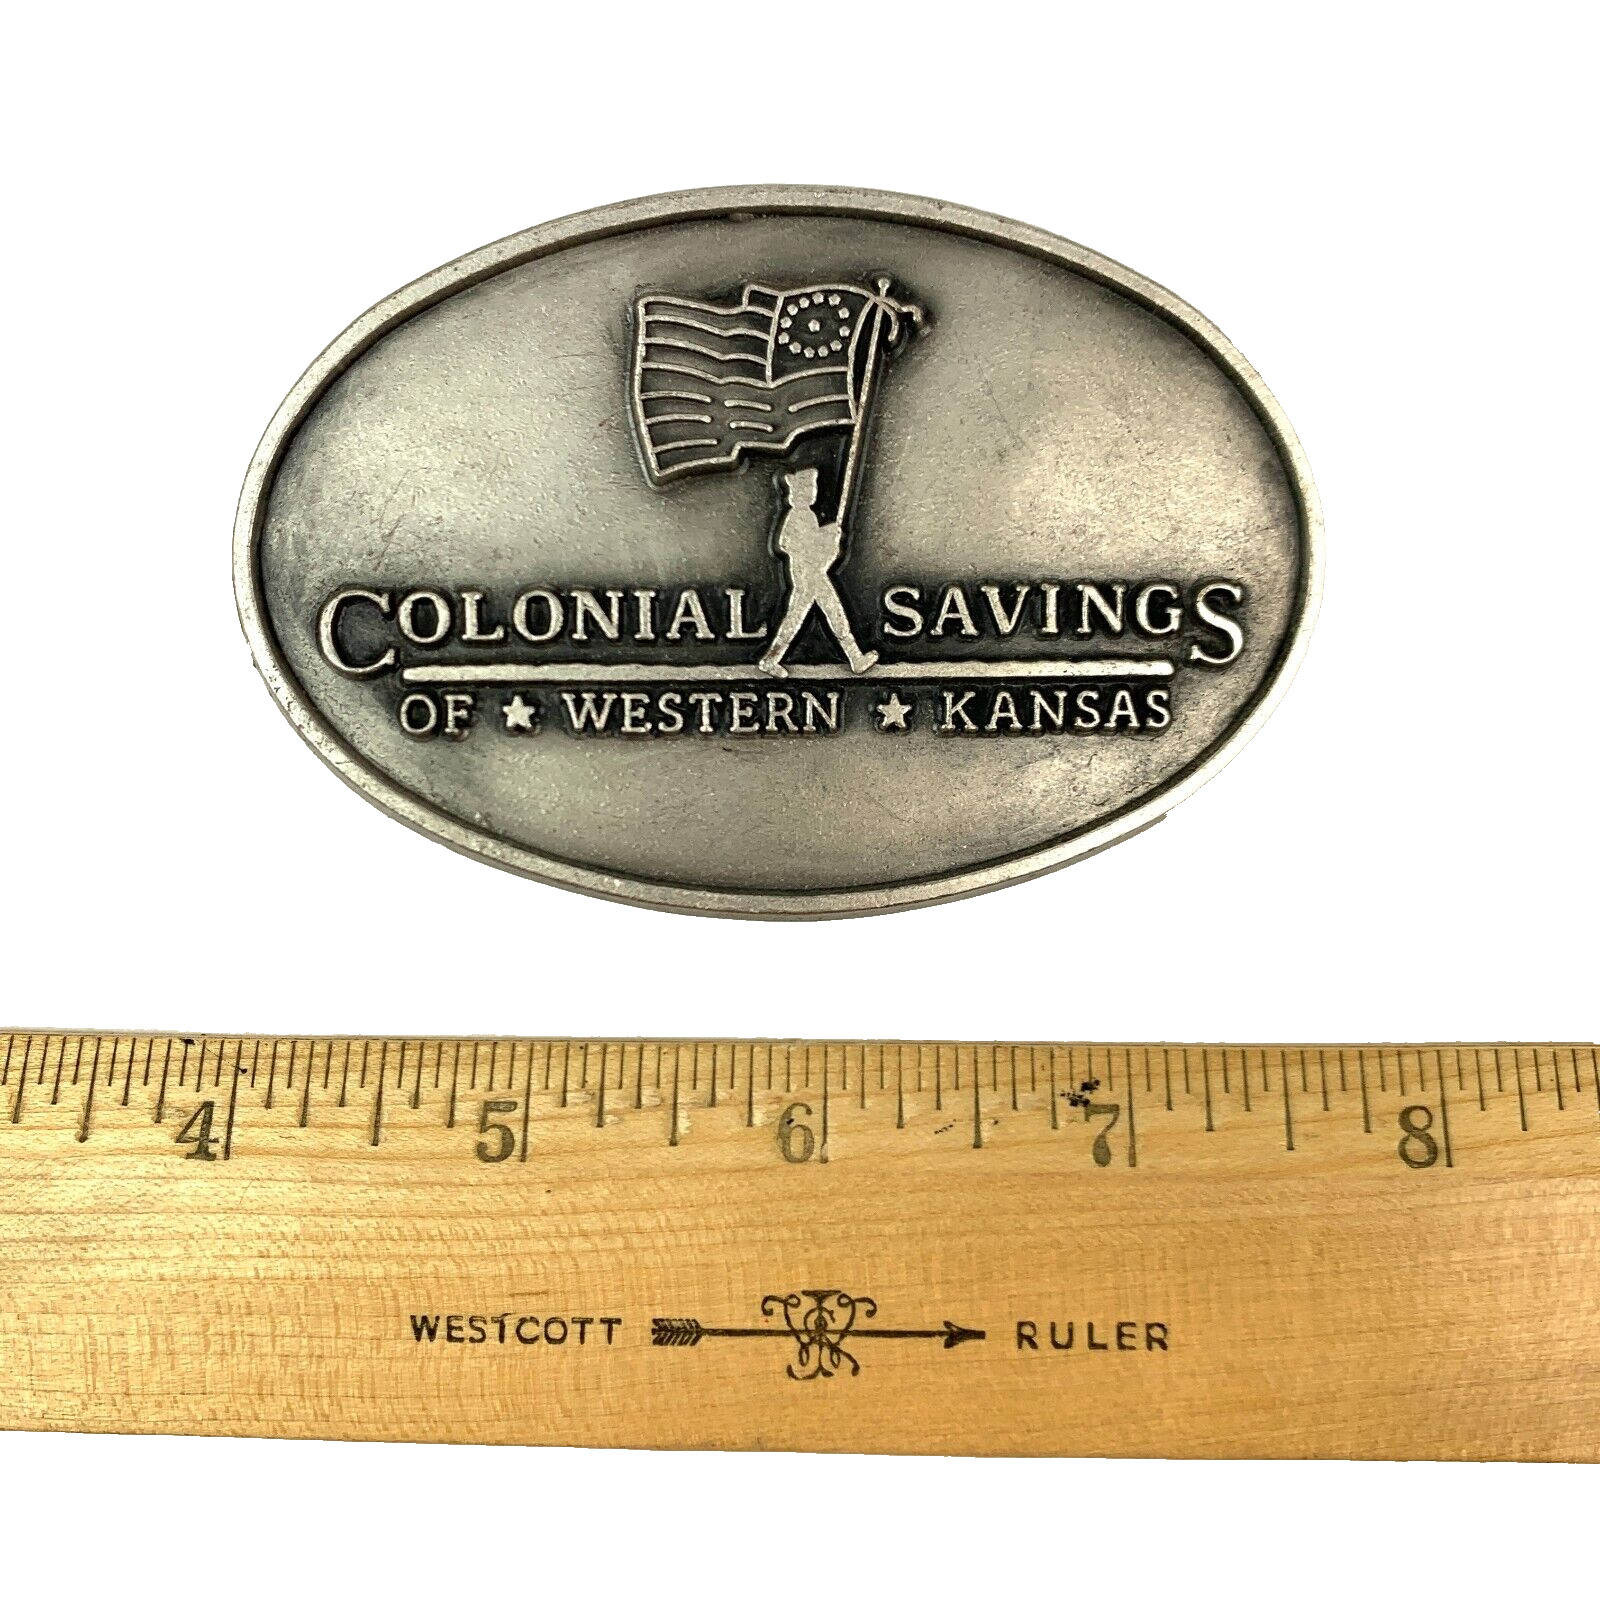 COLONIAL SAVINGS
OF ★ WESTERN ★ KANSAS
4 5 6 7 8
WESTCOTT RULER